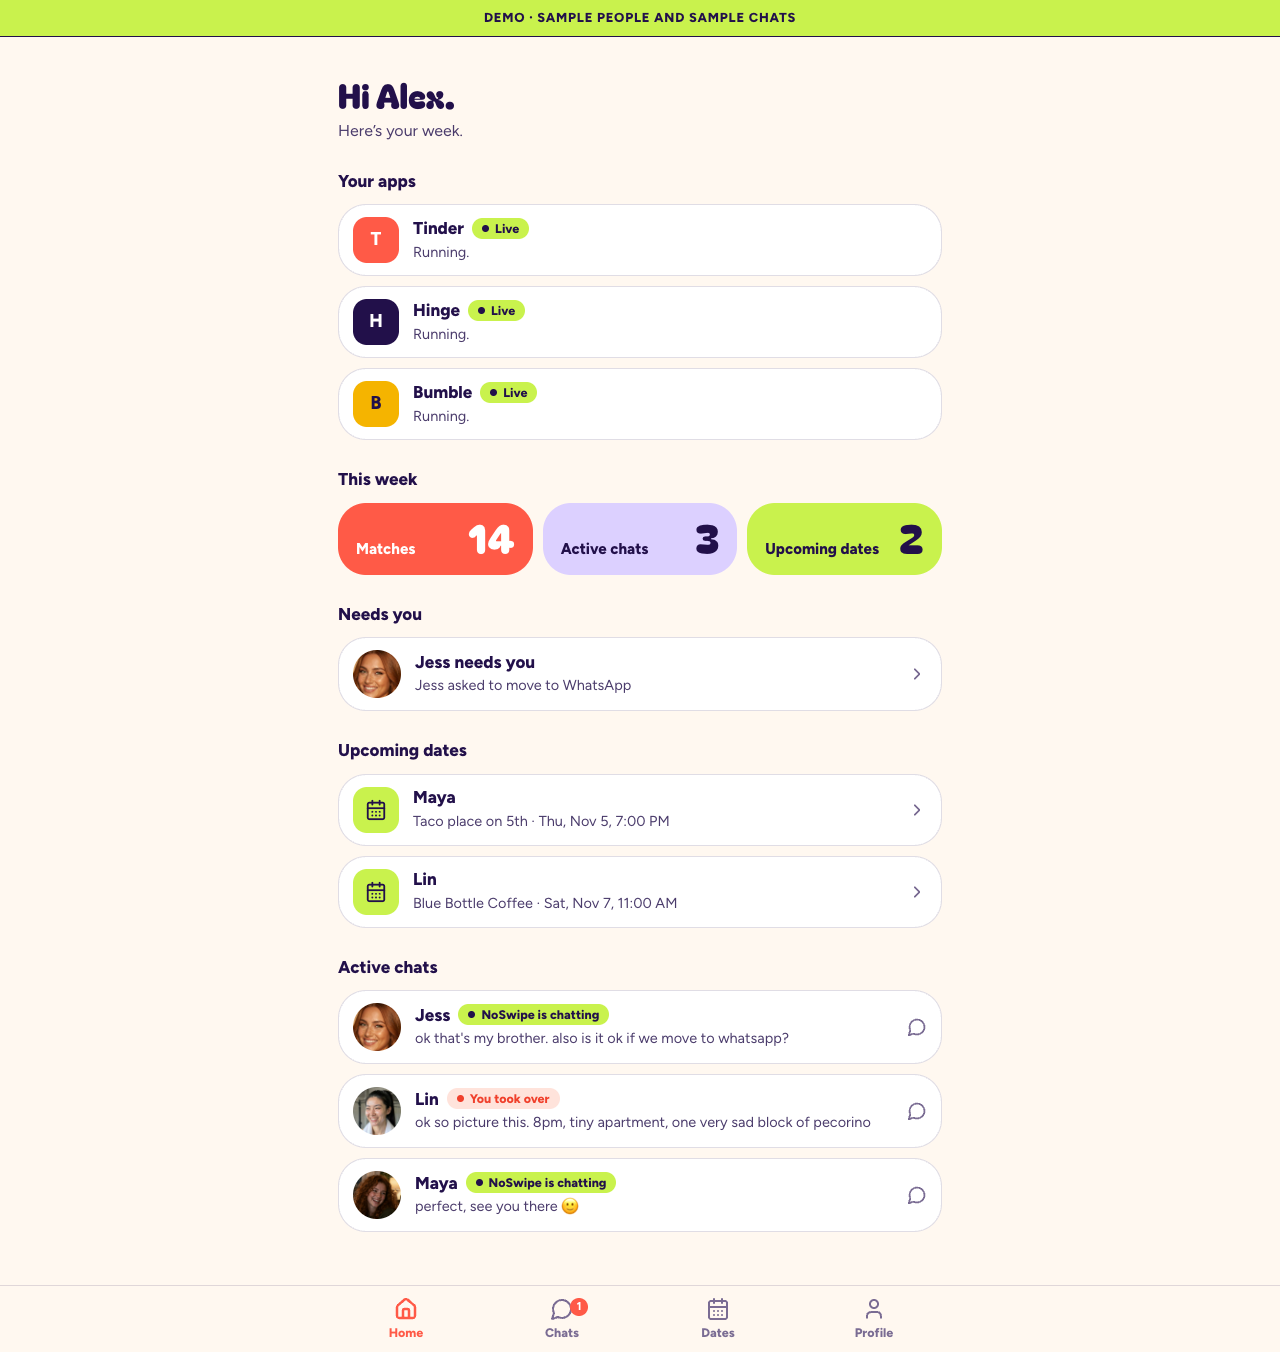 DEMO · SAMPLE PEOPLE AND SAMPLE CHATS
Hi Alex.
Here’s your week.
Your apps
T
Tinder
Live
Running.
H
Hinge
Live
Running.
B
Bumble
Live
Running.
This week
Matches
14
Active chats
3
Upcoming dates
2
Needs you
Jess needs you
Jess asked to move to WhatsApp
Upcoming dates
Maya
Taco place on 5th · Thu, Nov 5, 7:00 PM
Lin
Blue Bottle Coffee · Sat, Nov 7, 11:00 AM
Active chats
Jess
NoSwipe is chatting
ok that's my brother. also is it ok if we move to whatsapp?
Lin
You took over
ok so picture this. 8pm, tiny apartment, one very sad block of pecorino
Maya
NoSwipe is chatting
perfect, see you there 🙂
Home
1
Chats
Dates
Profile